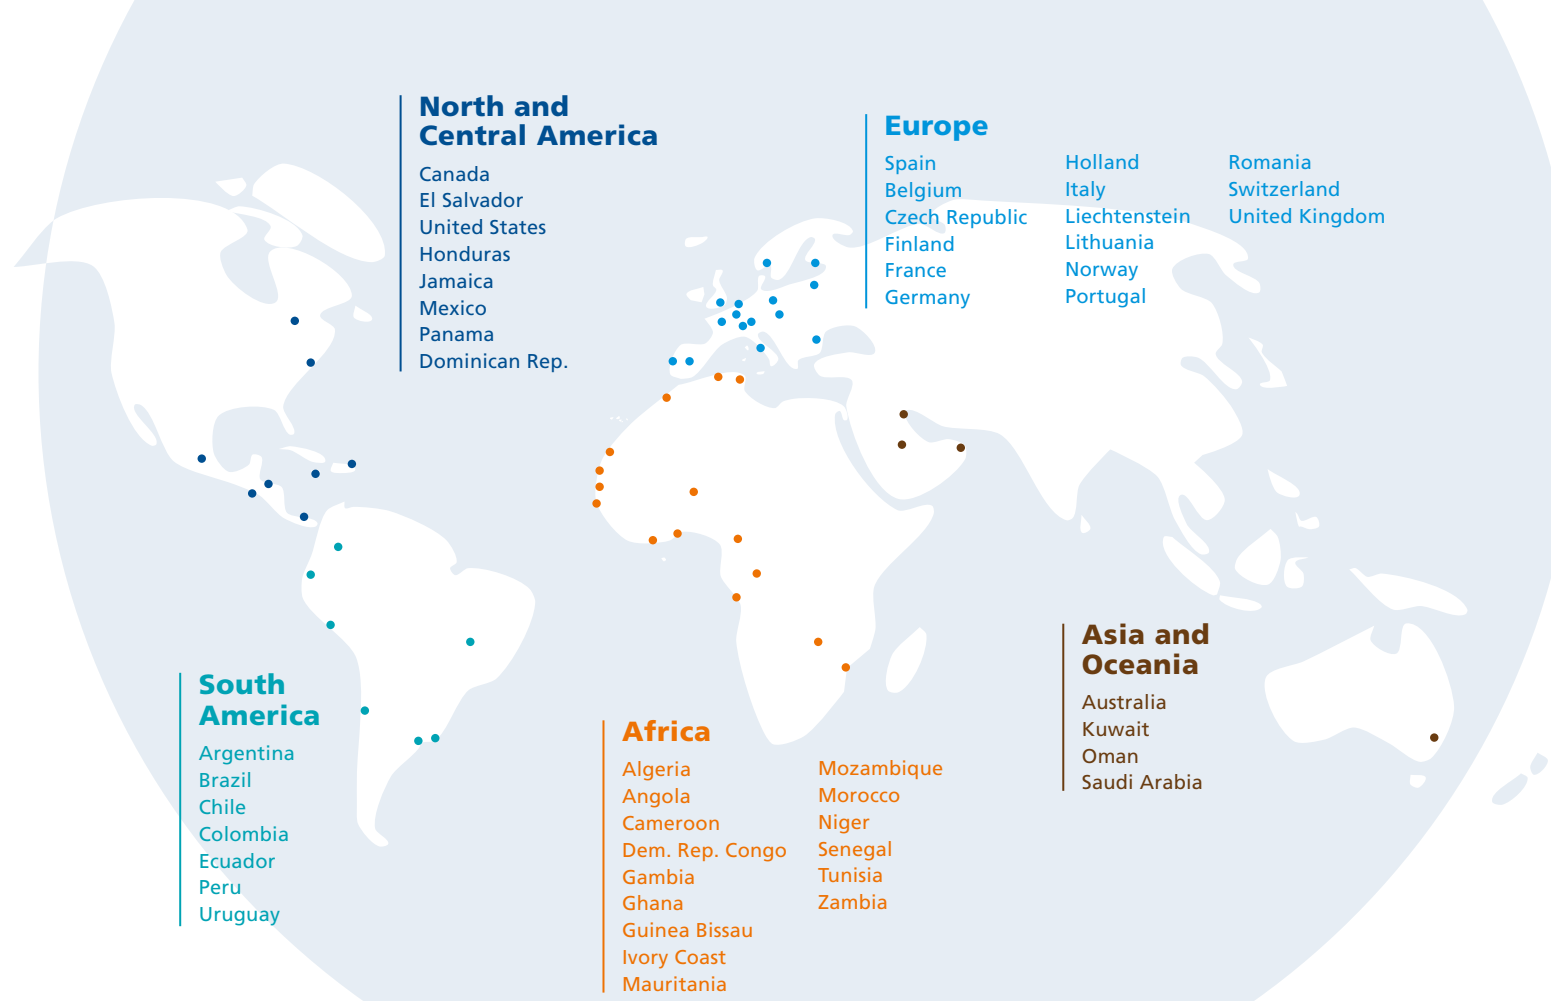 North and
Central America
Canada
El Salvador
United States
Honduras
Jamaica
Mexico
Panama
Dominican Rep.
Europe
Spain
Belgium
Czech Republic
Finland
France
Germany
Holland
Italy
Liechtenstein
Lithuania
Norway
Portugal
Romania
Switzerland
United Kingdom
South
America
Argentina
Brazil
Chile
Colombia
Ecuador
Peru
Uruguay
Africa
Algeria
Angola
Cameroon
Dem. Rep. Congo
Gambia
Ghana
Guinea Bissau
Ivory Coast
Mauritania
Mozambique
Morocco
Niger
Senegal
Tunisia
Zambia
Asia and
Oceania
Australia
Kuwait
Oman
Saudi Arabia